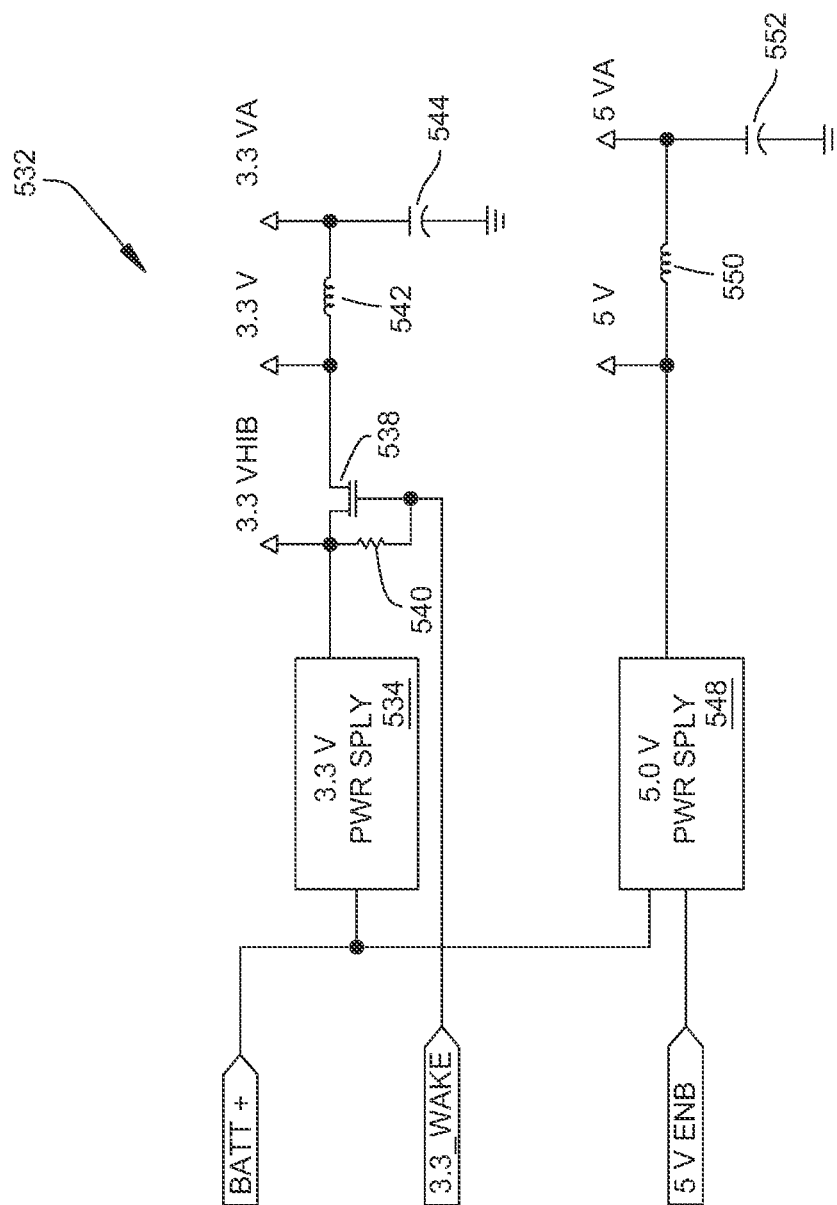 532
3.3 VHIB
3.3 V
3.3 VA
544
542
538
540
3.3 V
PWR SPLY
534
BATT +
3.3_WAKE
5 V
5 VA
552
550
5.0 V
PWR SPLY
548
5 V ENB